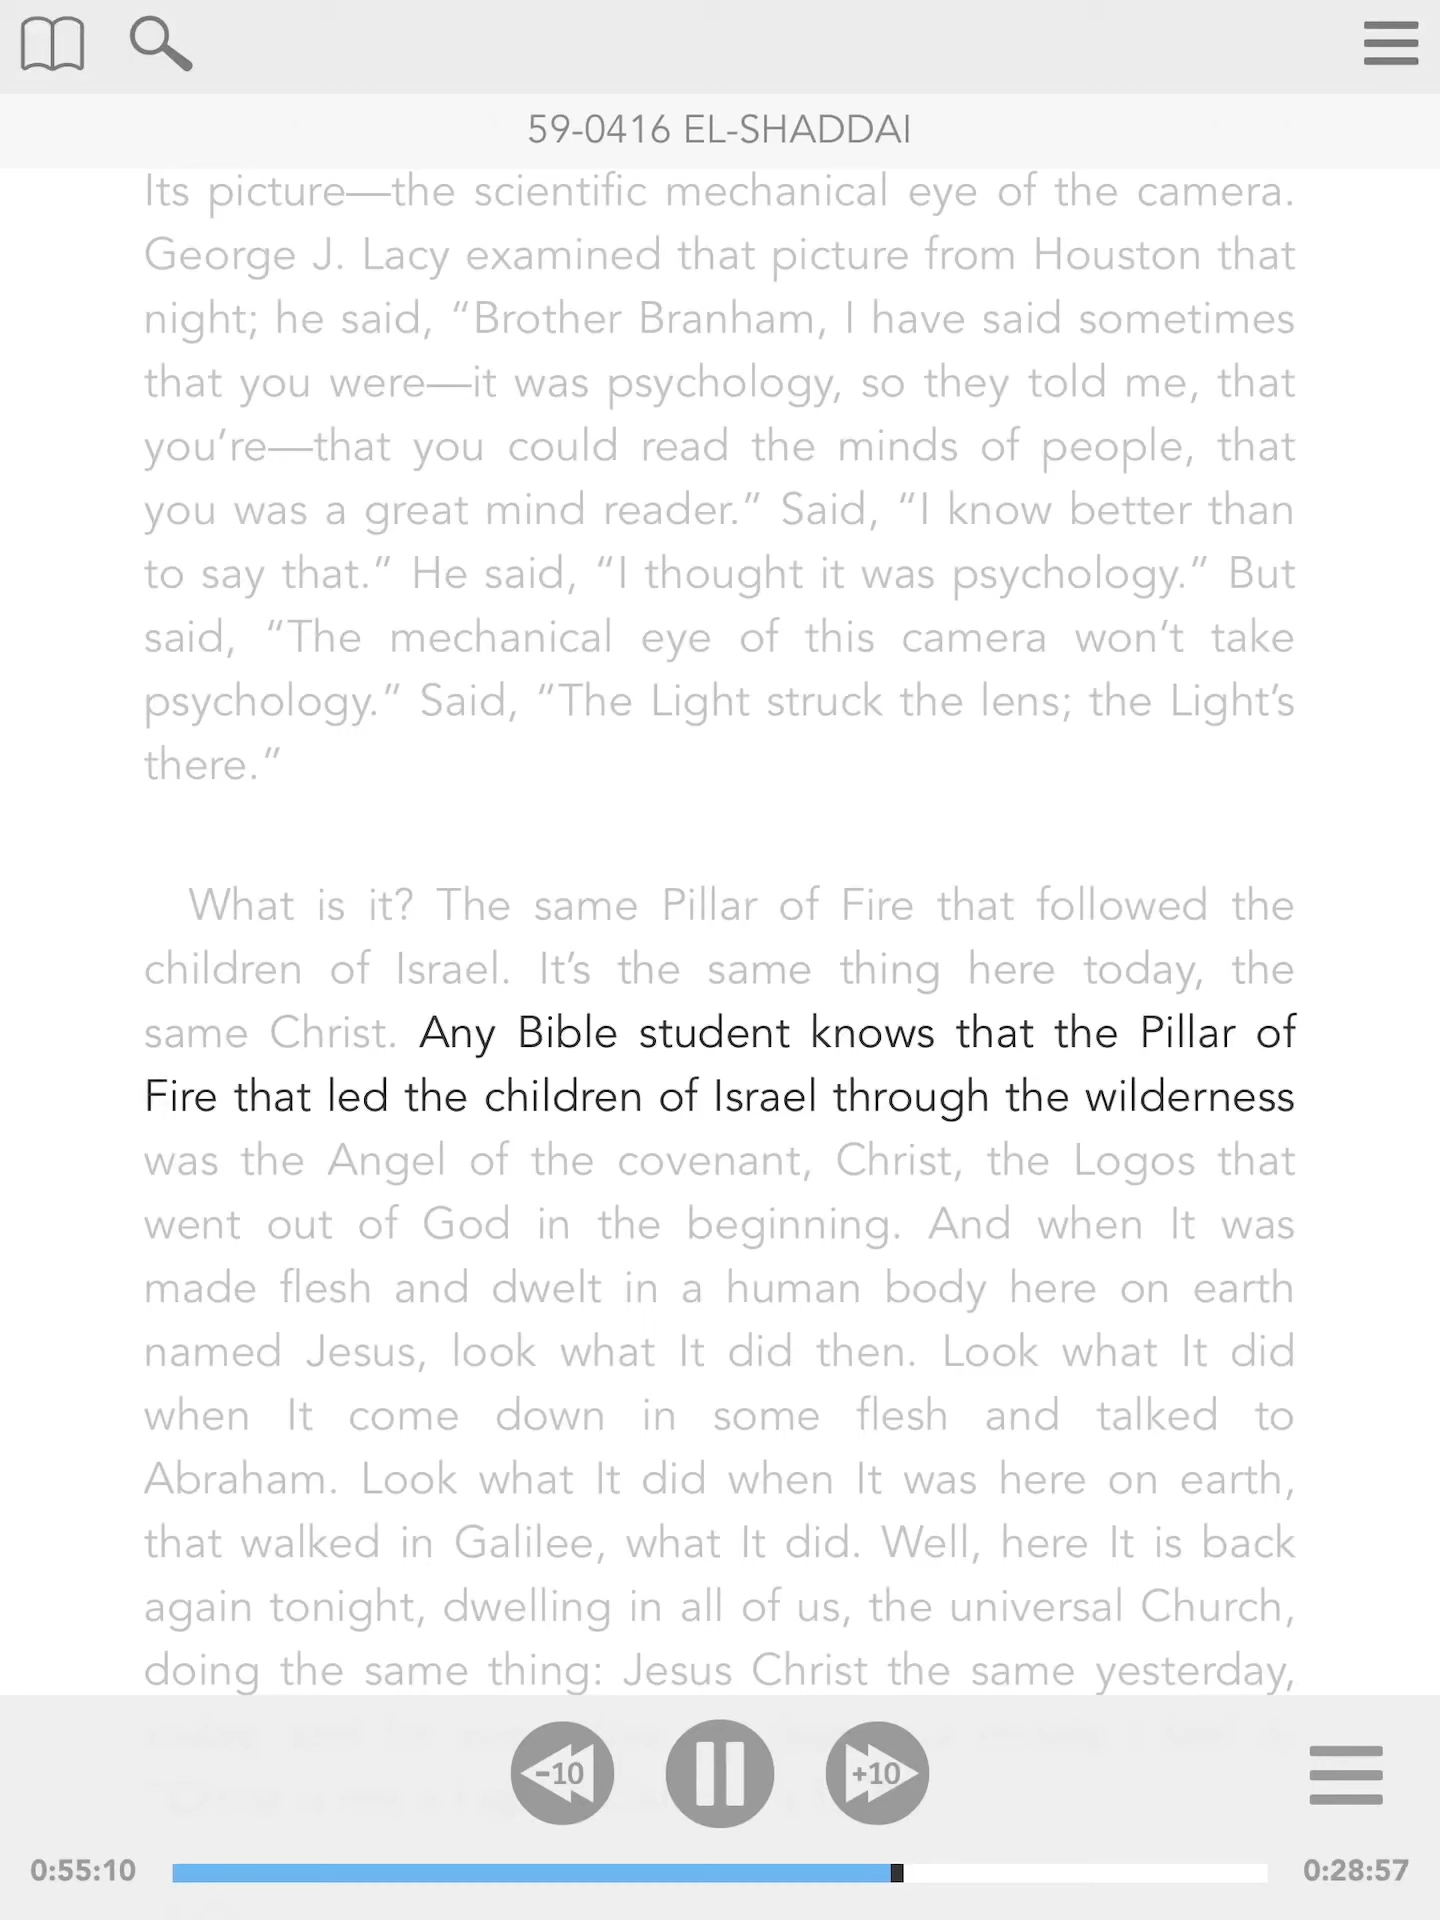 59-0416 EL-SHADDAI
Its picture—the scientific mechanical eye of the camera.
George J. Lacy examined that picture from Houston that
night; he said, “Brother Branham, I have said sometimes
that you were—it was psychology, so they told me, that
you’re—that you could read the minds of people, that
you was a great mind reader.” Said, “I know better than
to say that.” He said, “I thought it was psychology.” But
said, “The mechanical eye of this camera won’t take
psychology.” Said, “The Light struck the lens; the Light’s
there.”
What is it? The same Pillar of Fire that followed the
children of Israel. It’s the same thing here today, the
same Christ. Any Bible student knows that the Pillar of
Fire that led the children of Israel through the wilderness
was the Angel of the covenant, Christ, the Logos that
went out of God in the beginning. And when It was
made flesh and dwelt in a human body here on earth
named Jesus, look what It did then. Look what It did
when It come down in some flesh and talked to
Abraham. Look what It did when It was here on earth,
that walked in Galilee, what It did. Well, here It is back
again tonight, dwelling in all of us, the universal Church,
doing the same thing: Jesus Christ the same yesterday,
-10 +10
0:55:10 0:28:57